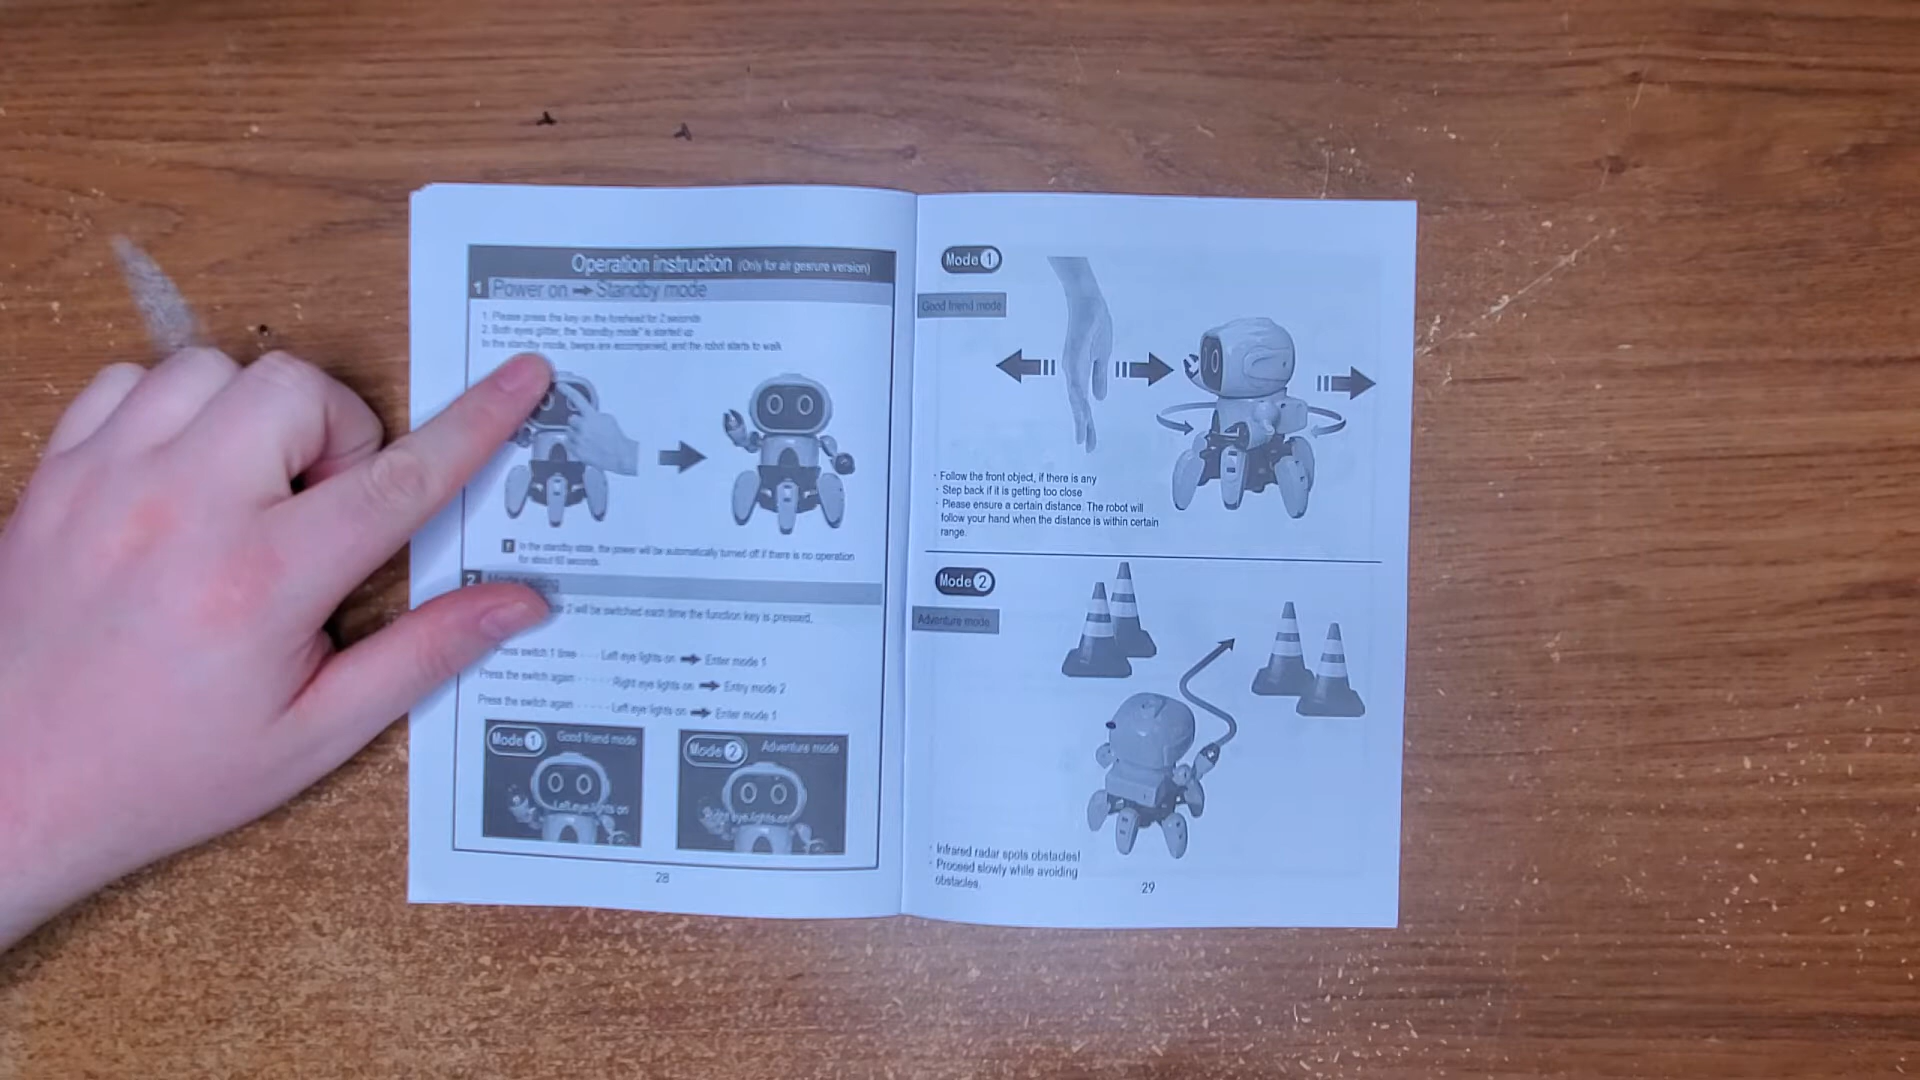 Operation instruction (Only for air gesture version)
1 Power on ➡ Standby mode
1. Please press the key on the forehead for 2 seconds
2. Both eyes glitter, the "standby mode" is started up
In the standby mode, beeps are accompanied, and the robot starts to walk
In the standby state, the power will be automatically turned off if there is no operation
for about 60 seconds.
2
2 will be switched each time the function key is pressed.
Press switch 1 time ···· Left eye lights on ➡ Enter mode 1
Press the switch again ······ Right eye lights on ➡ Entry mode 2
Press the switch again ······ Left eye lights on ➡ Enter mode 1
Mode 1 Good friend mode
Left eye lights on
Mode 2 Adventure mode
Right eye lights on
28
Mode 1
Good friend mode
· Follow the front object, if there is any
· Step back if it is getting too close
· Please ensure a certain distance. The robot will
follow your hand when the distance is within certain
range.
Mode 2
Adventure mode
· Infrared radar spots obstacles!
· Proceed slowly while avoiding
obstacles.
29